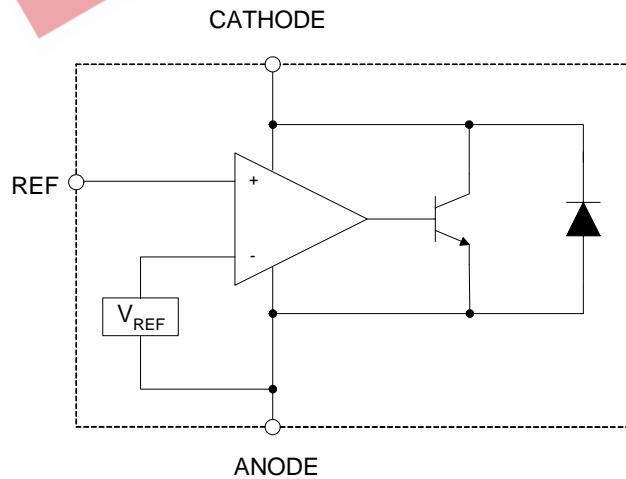 CATHODE
REF
+
-
VREF
ANODE